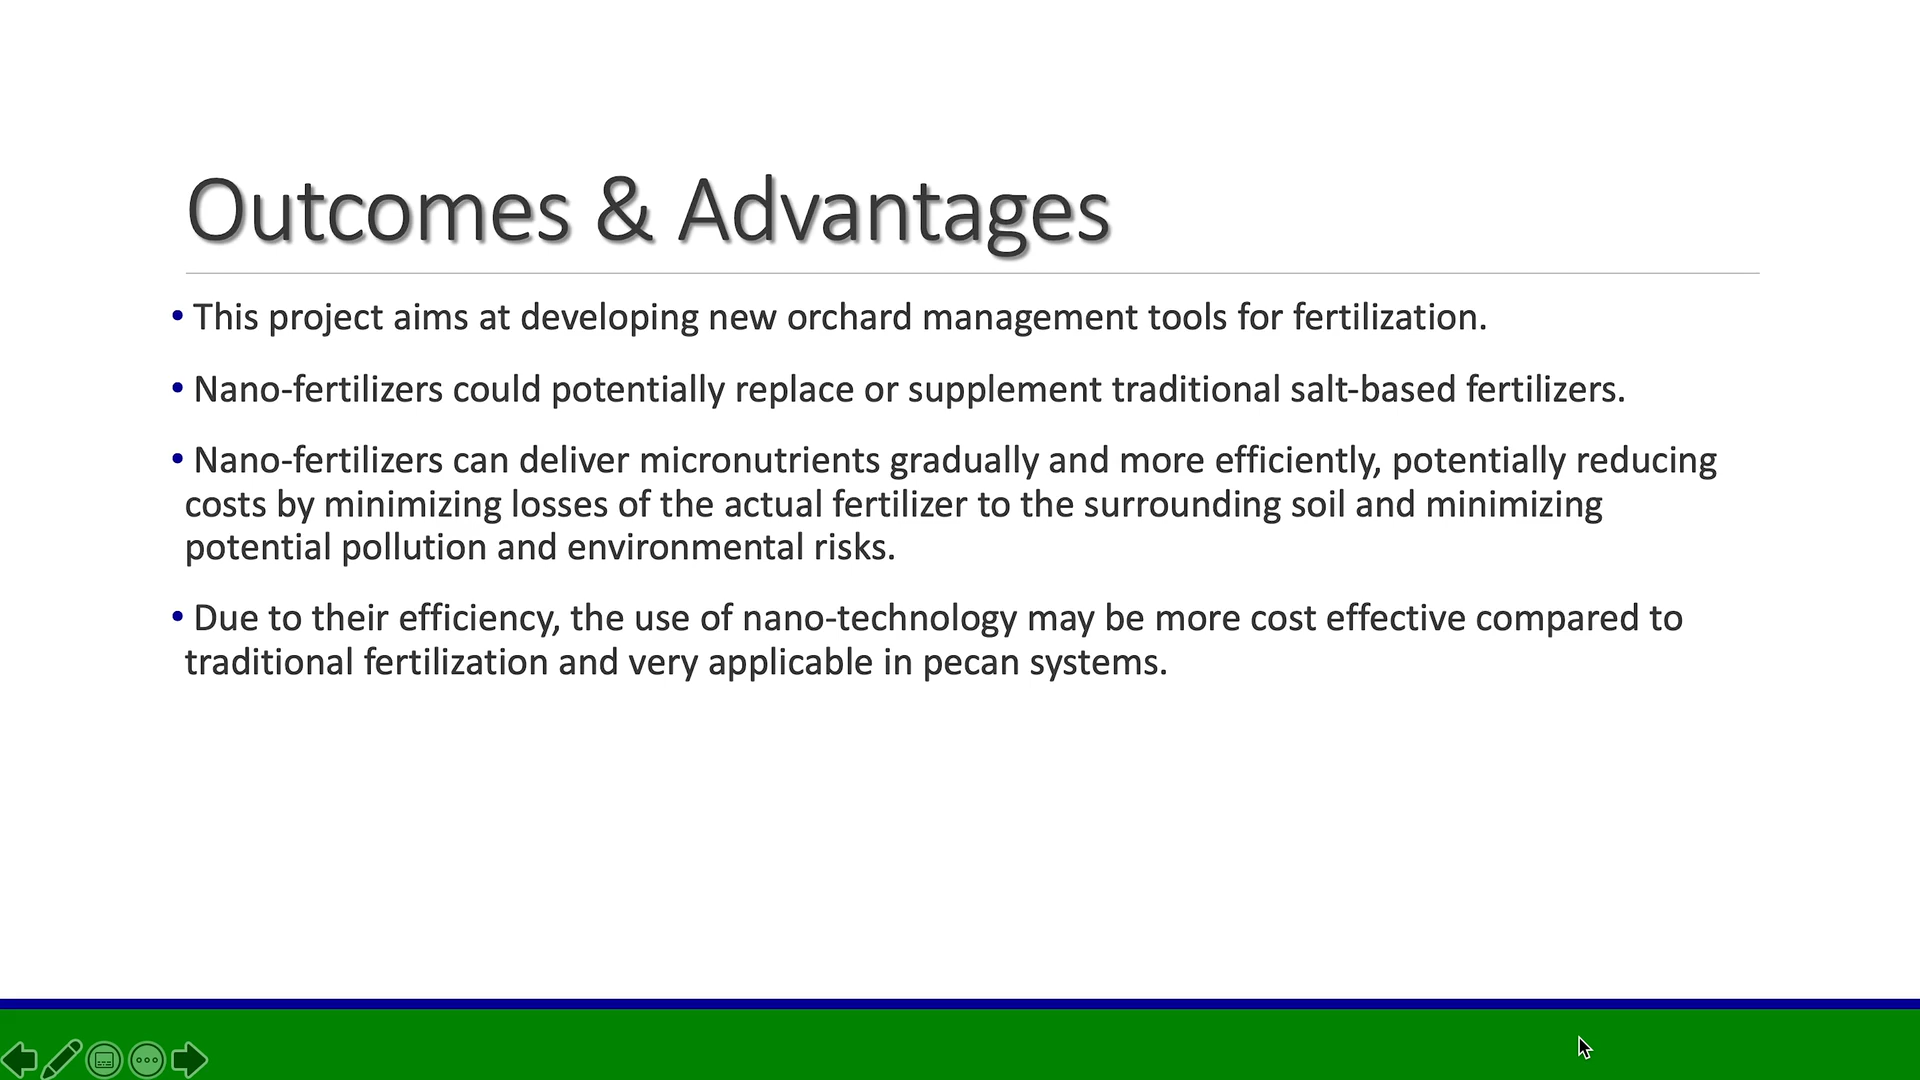 Outcomes & Advantages
• This project aims at developing new orchard management tools for fertilization.
• Nano-fertilizers could potentially replace or supplement traditional salt-based fertilizers.
• Nano-fertilizers can deliver micronutrients gradually and more efficiently, potentially reducing
costs by minimizing losses of the actual fertilizer to the surrounding soil and minimizing
potential pollution and environmental risks.
• Due to their efficiency, the use of nano-technology may be more cost effective compared to
traditional fertilization and very applicable in pecan systems.